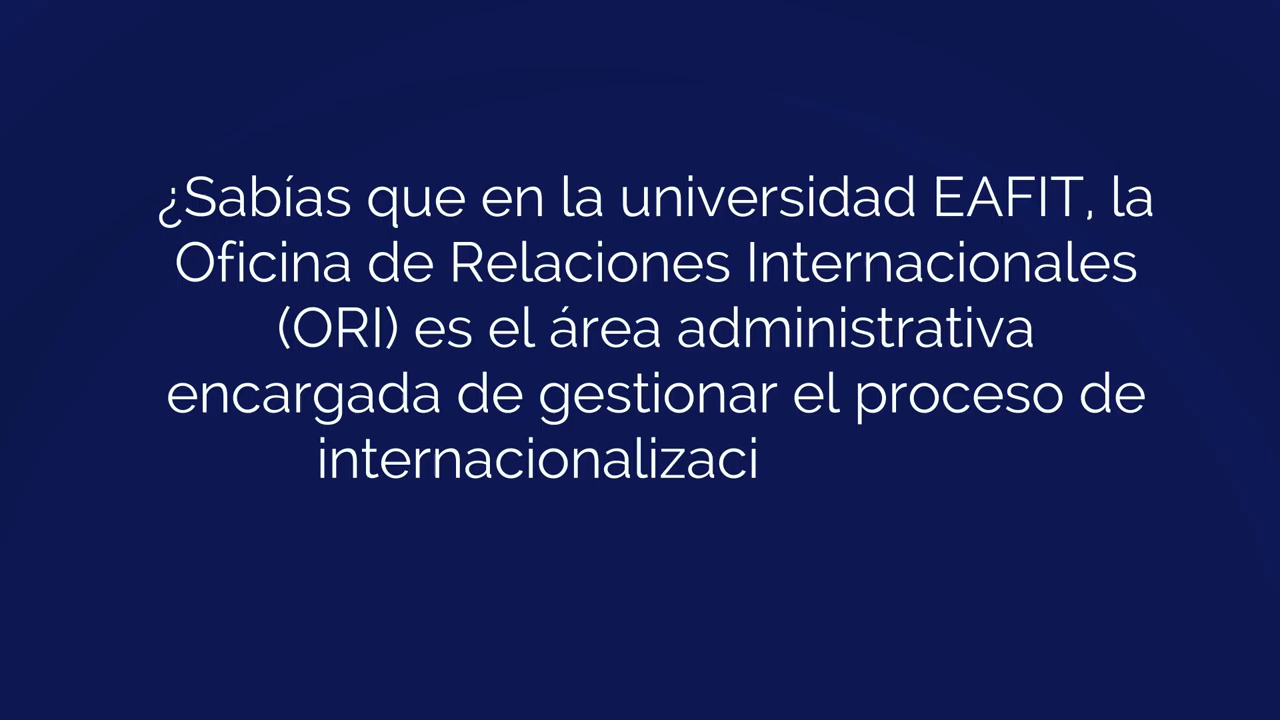 ¿Sabías que en la universidad EAFIT, la
Oficina de Relaciones Internacionales
(ORI) es el área administrativa
encargada de gestionar el proceso de
internacionalizaci